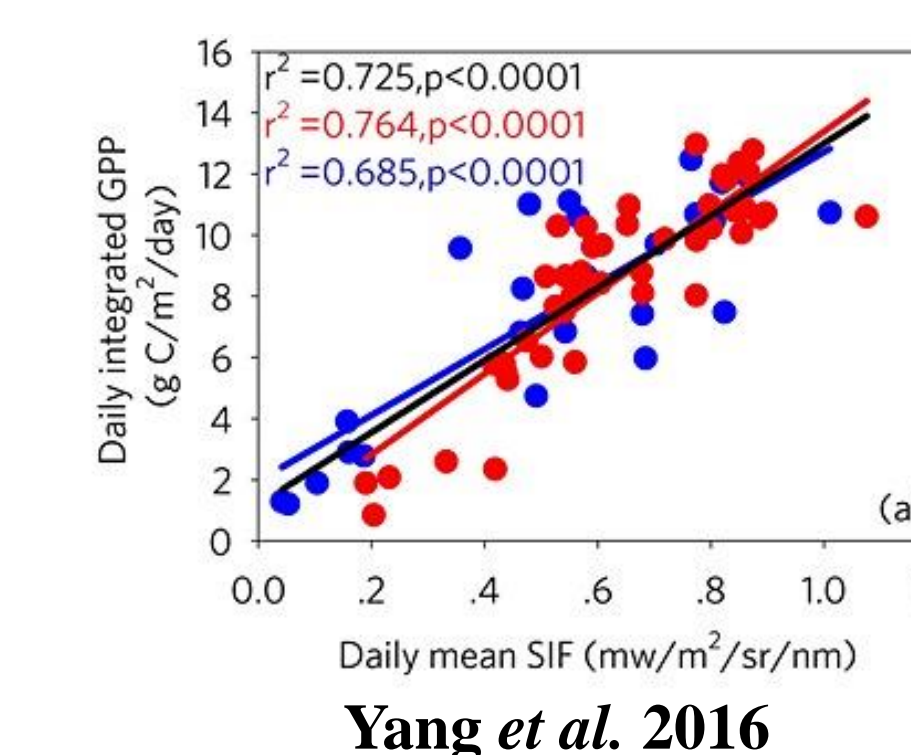 16
r² =0.725,p<0.0001
14
r² =0.764,p<0.0001
12
r² =0.685,p<0.0001
10
8
6
4
2
0
Daily integrated GPP
(g C/m²/day)
(a
0.0 .2 .4 .6 .8 1.0
Daily mean SIF (mw/m²/sr/nm)
Yang et al. 2016